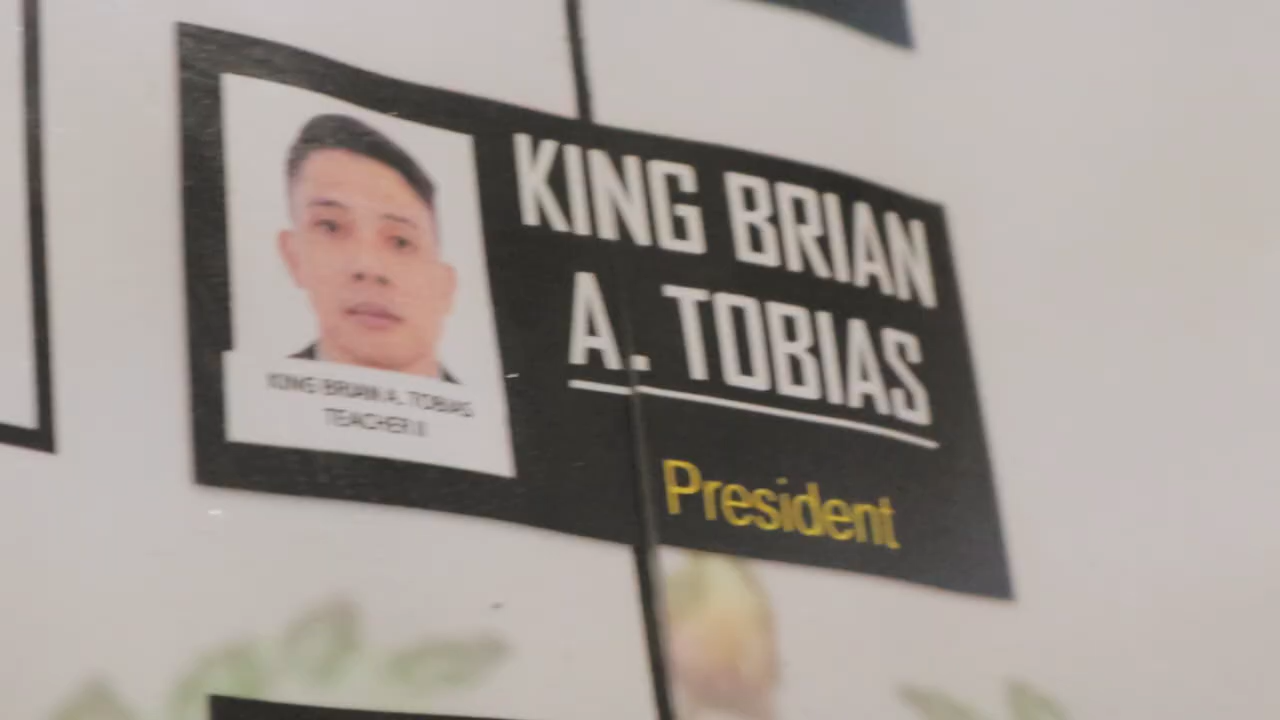 KING BRIAN
A. TOBIAS
President
KING BRIAN A. TOBIAS
TEACHER II